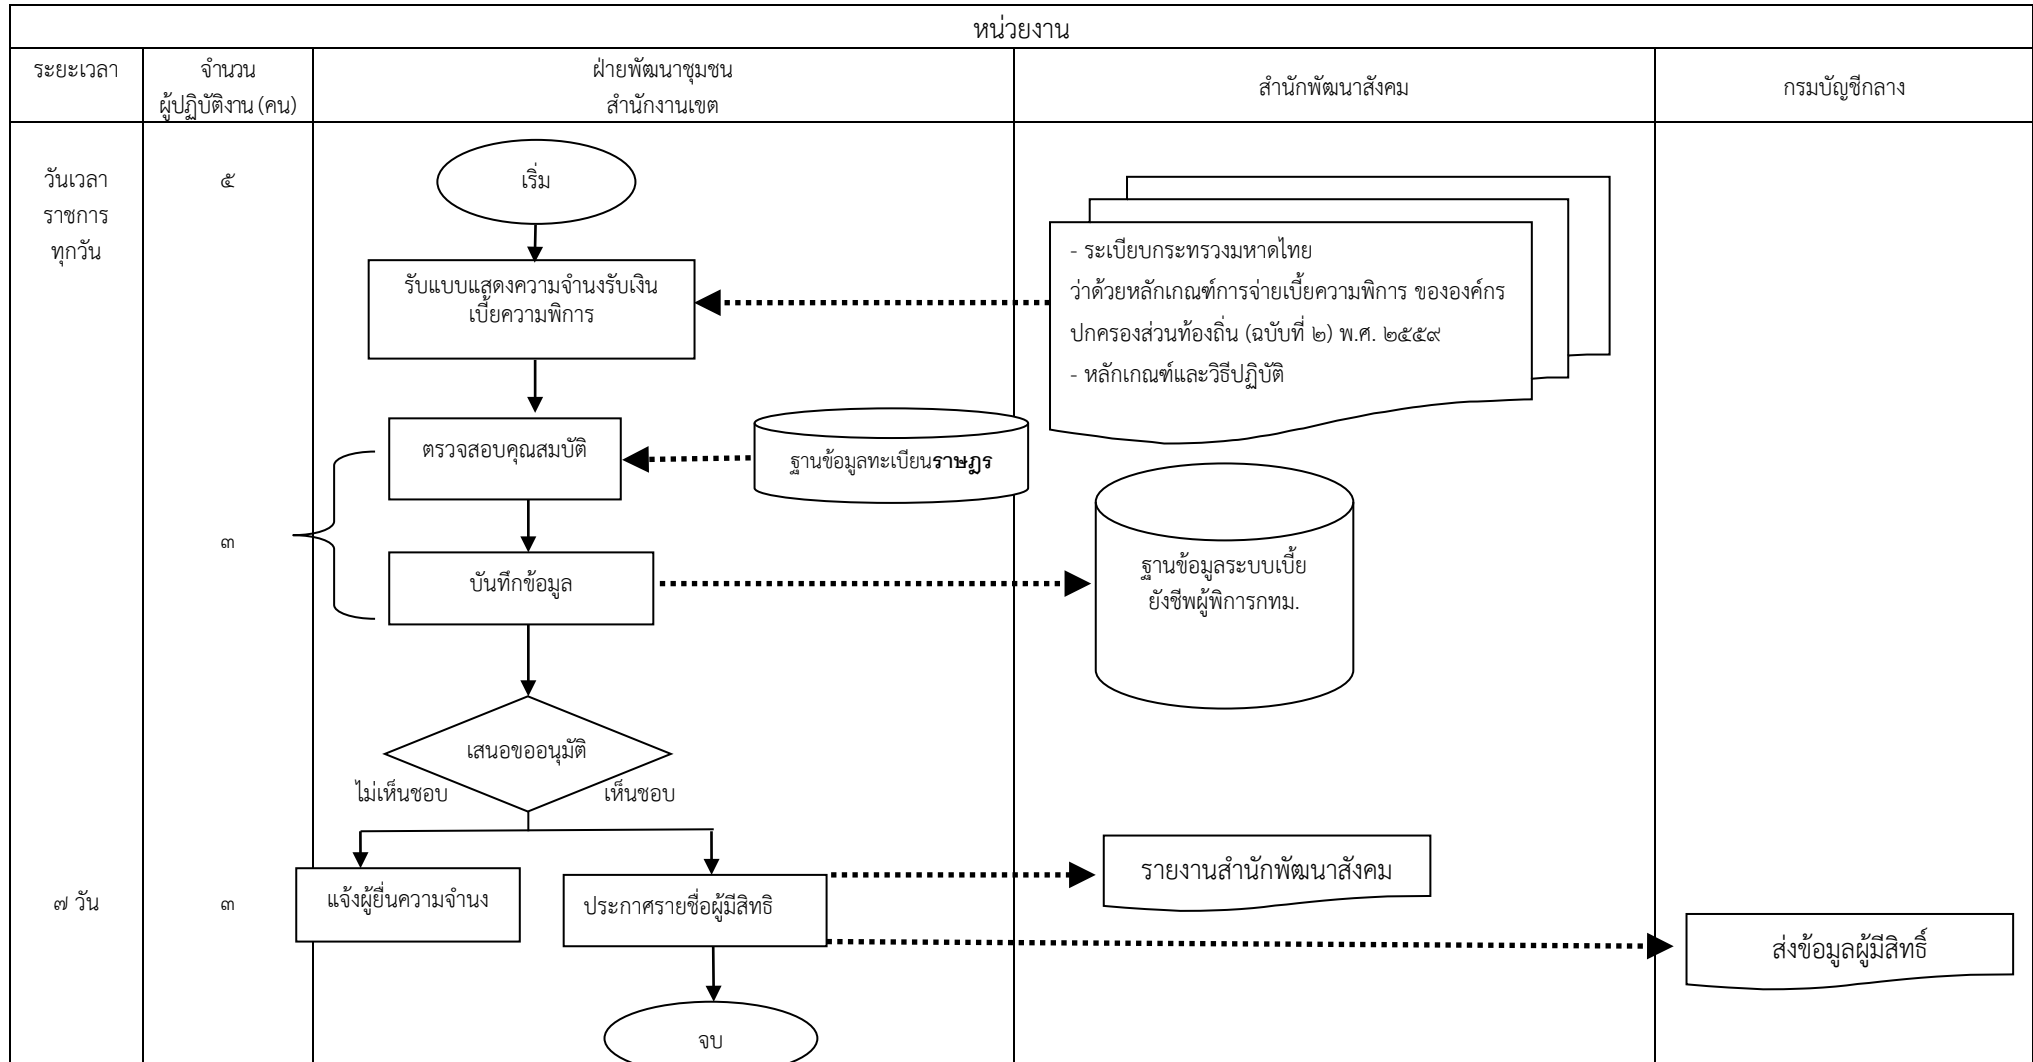 หน่วยงาน
ระยะเวลา
จำนวน
ผู้ปฏิบัติงาน (คน)
ฝ่ายพัฒนาชุมชน
สำนักงานเขต
สำนักพัฒนาสังคม
กรมบัญชีกลาง
วันเวลา
ราชการ
ทุกวัน
๕
เริ่ม
รับแบบแสดงความจำนงรับเงิน
เบี้ยความพิการ
- ระเบียบกระทรวงมหาดไทย
ว่าด้วยหลักเกณฑ์การจ่ายเบี้ยความพิการ ขององค์กร
ปกครองส่วนท้องถิ่น (ฉบับที่ ๒) พ.ศ. ๒๕๕๙
- หลักเกณฑ์และวิธีปฏิบัติ
ตรวจสอบคุณสมบัติ
ฐานข้อมูลทะเบียนราษฎร
๓
บันทึกข้อมูล
ฐานข้อมูลระบบเบี้ย
ยังชีพผู้พิการกทม.
เสนอขออนุมัติ
ไม่เห็นชอบ
เห็นชอบ
๗ วัน
๓
แจ้งผู้ยื่นความจำนง
ประกาศรายชื่อผู้มีสิทธิ
รายงานสำนักพัฒนาสังคม
ส่งข้อมูลผู้มีสิทธิ์
จบ